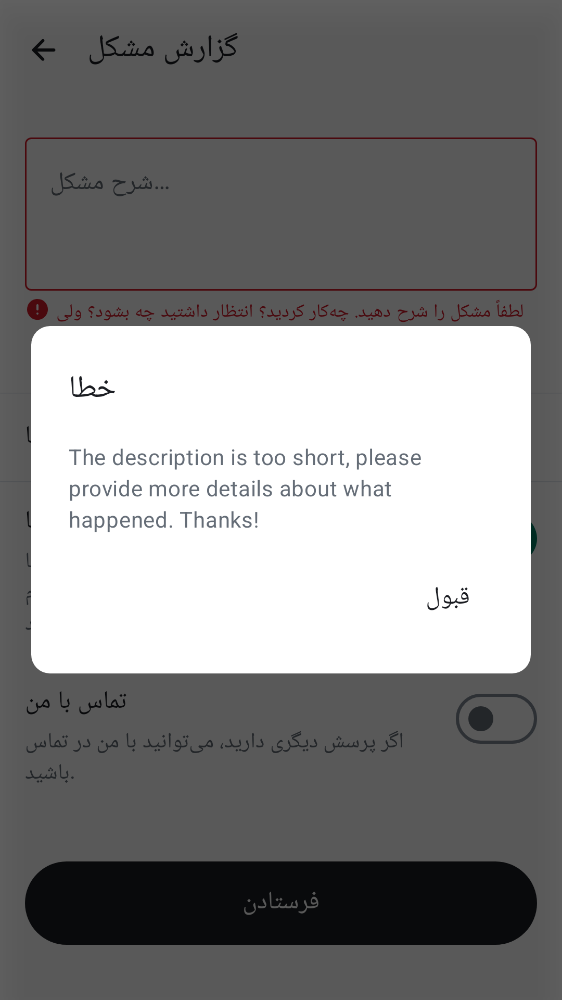 گزارش مشکل
شرح مشکل...
لطفاً مشکل را شرح دهید. چه‌کار کردید؟ انتظار داشتید چه بشود؟ ولی
خطا
The description is too short, please
provide more details about what
happened. Thanks!
قبول
تماس با من
اگر پرسش دیگری دارید، می‌توانید با من در تماس
باشید.
فرستادن